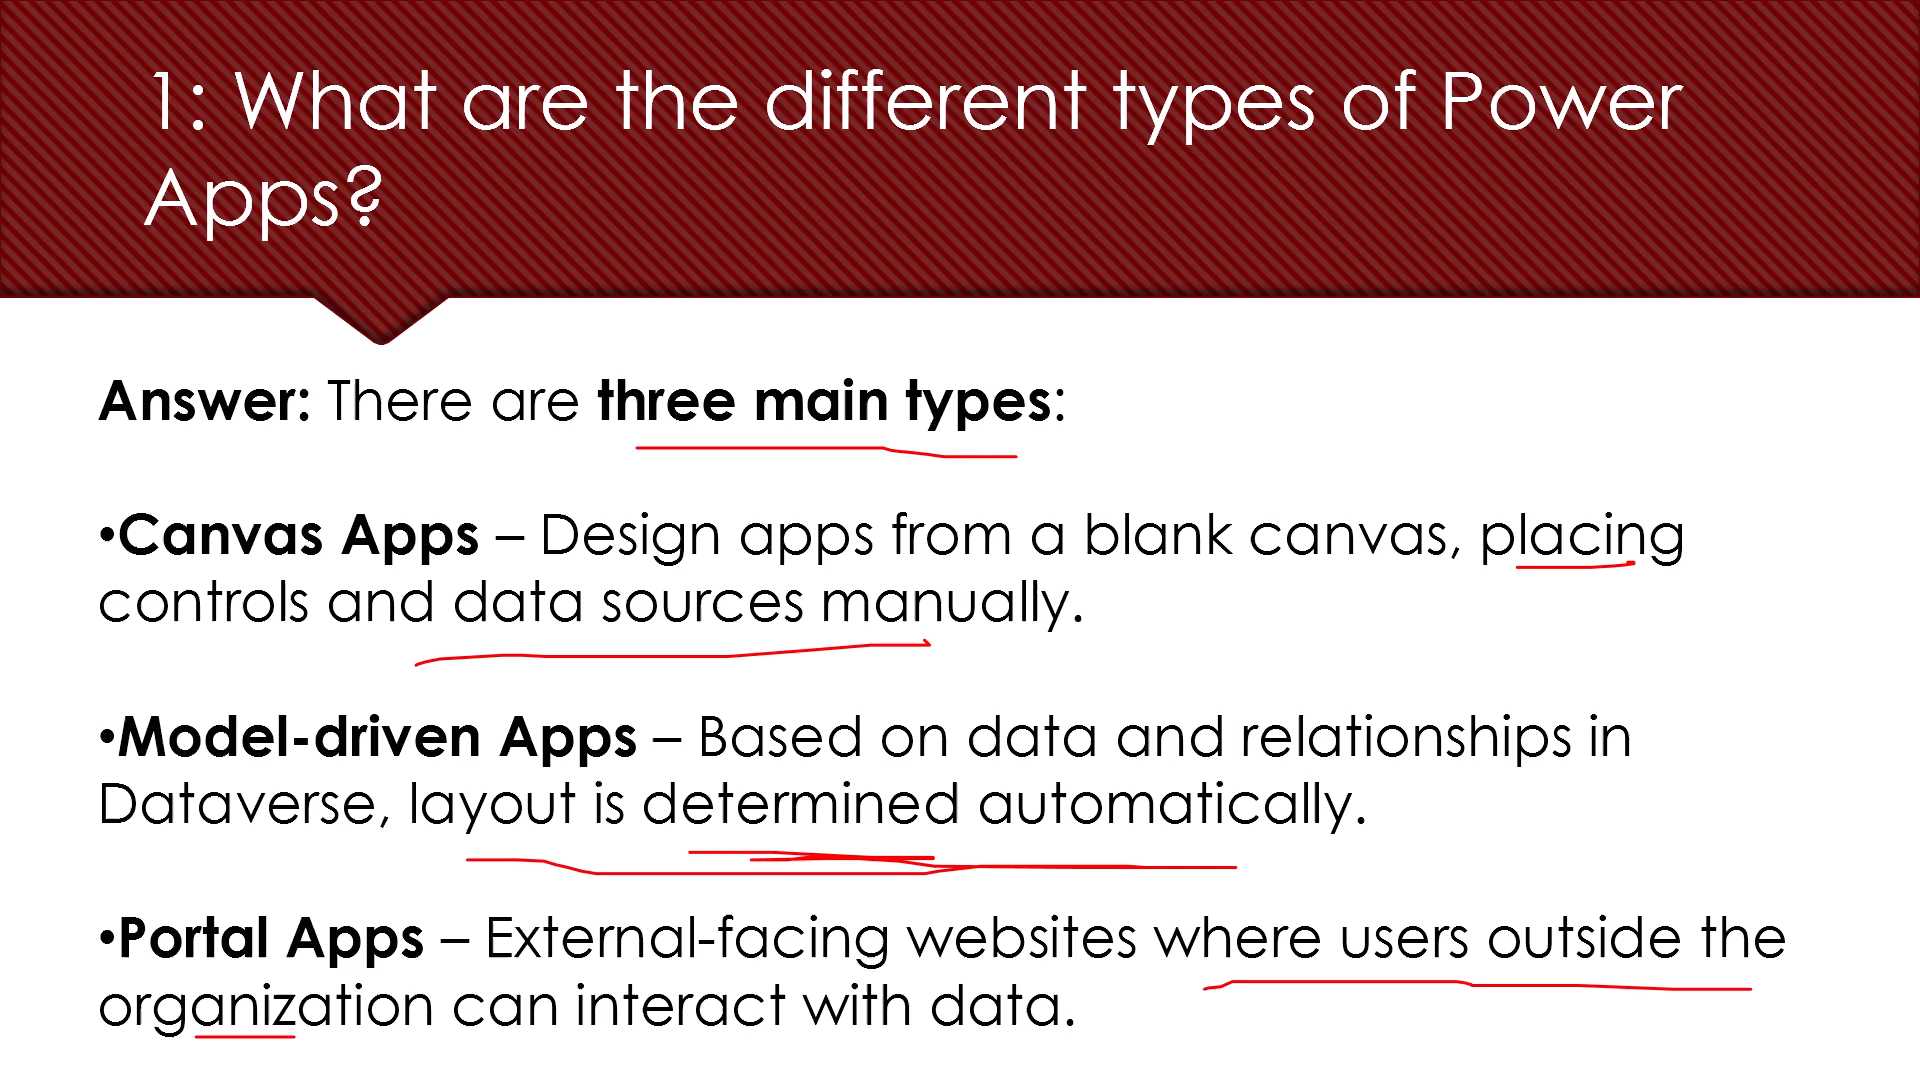 1: What are the different types of Power
Apps?
Answer: There are three main types:
•Canvas Apps – Design apps from a blank canvas, placing
controls and data sources manually.
•Model-driven Apps – Based on data and relationships in
Dataverse, layout is determined automatically.
•Portal Apps – External-facing websites where users outside the
organization can interact with data.